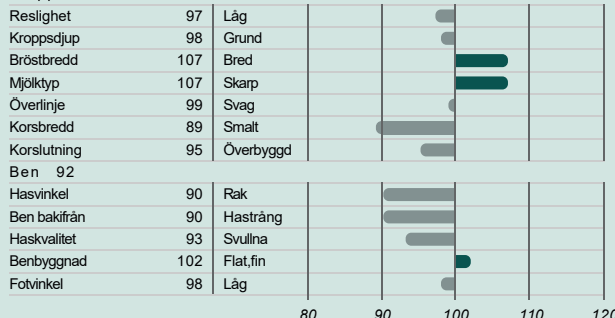 Reslighet 97 Låg
Kroppsdjup 98 Grund
Bröstbredd 107 Bred
Mjölktyp 107 Skarp
Överlinje 99 Svag
Korsbredd 89 Smalt
Korslutning 95 Överbyggd
Ben 92
Hasvinkel 90 Rak
Ben bakifrån 90 Hastrång
Haskvalitet 93 Svullna
Benbyggnad 102 Flat,fin
Fotvinkel 98 Låg
80 90 100 110 120